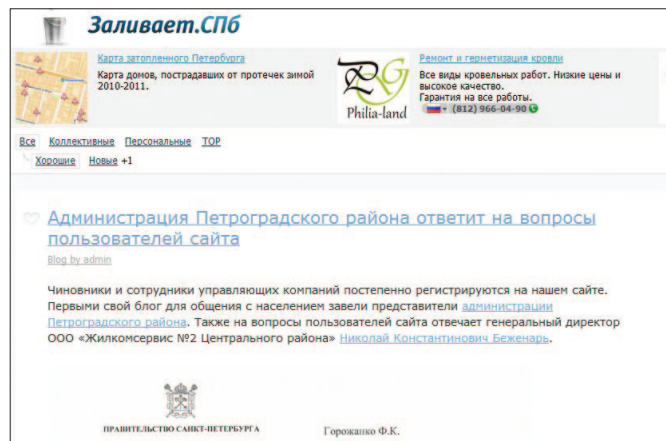 Заливает.СПб
Карта затопленного Петербурга
Карта домов, пострадавших от протечек зимой
2010-2011.
Philia-land
Ремонт и герметизация кровли
Все виды кровельных работ. Низкие цены и
высокое качество.
Гарантия на все работы.
(812) 966-04-90
Все Коллективные Персональные TOP
Хорошие Новые +1
Администрация Петроградского района ответит на вопросы
пользователей сайта
Blog by admin
Чиновники и сотрудники управляющих компаний постепенно регистрируются на нашем сайте.
Первыми свой блог для общения с населением завели представители администрации
Петроградского района. Также на вопросы пользователей сайта отвечает генеральный директор
ООО «Жилкомсервис №2 Центрального района» Николай Константинович Беженарь.
ПРАВИТЕЛЬСТВО САНКТ-ПЕТЕРБУРГА
Горожанко Ф.К.